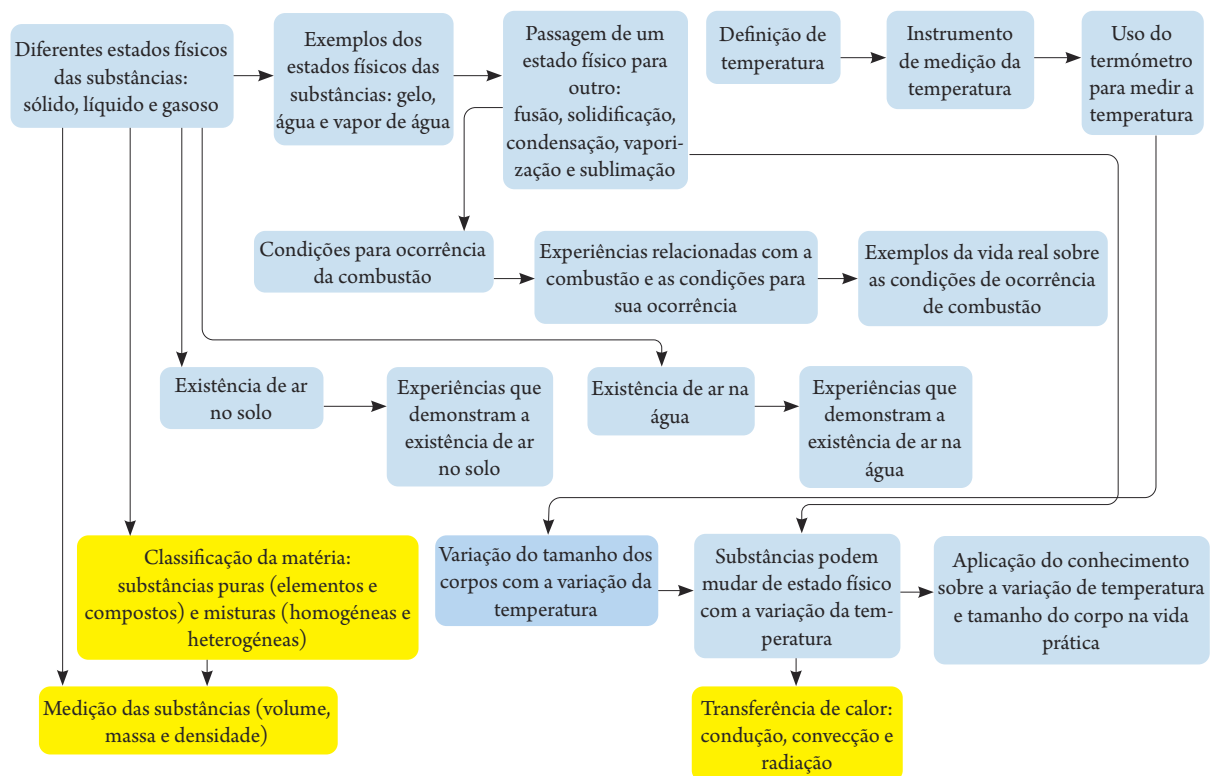 Diferentes estados físicos
das substâncias:
sólido, líquido e gasoso
Exemplos dos
estados físicos das
substâncias: gelo,
água e vapor de água
Passagem de um
estado físico para
outro:
fusão, solidificação,
condensação, vapori-
zação e sublimação
Definição de
temperatura
Instrumento
de medição da
temperatura
Uso do
termómetro
para medir a
temperatura
Condições para ocorrência
da combustão
Experiências relacionadas com a
combustão e as condições para
sua ocorrência
Exemplos da vida real sobre
as condições de ocorrência
de combustão
Existência de ar
no solo
Experiências que
demonstram a
existência de ar
no solo
Existência de ar na
água
Experiências que
demonstram a
existência de ar na
água
Classificação da matéria:
substâncias puras (elementos e
compostos) e misturas (homogéneas e
heterogéneas)
Variação do tamanho dos
corpos com a variação da
temperatura
Substâncias podem
mudar de estado físico
com a variação da tem-
peratura
Aplicação do conhecimento
sobre a variação de temperatura
e tamanho do corpo na vida
prática
Medição das substâncias (volume,
massa e densidade)
Transferência de calor:
condução, convecção e
radiação